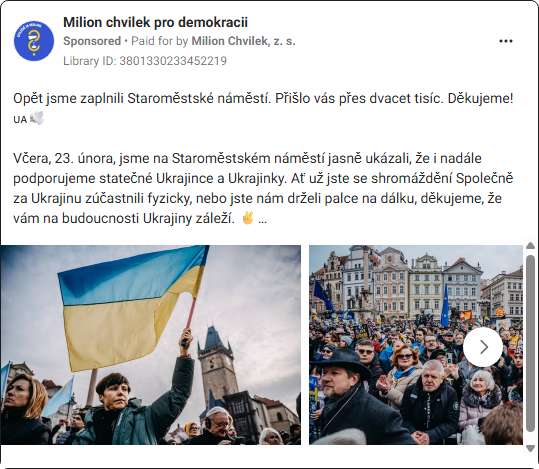 Milion chvilek pro demokracii
Sponsored • Paid for by Milion Chvilek, z. s.
Library ID: 3801330233452219
Opět jsme zaplnili Staroměstské náměstí. Přišlo vás přes dvacet tisíc. Děkujeme!
UA 🕊️
Včera, 23. února, jsme na Staroměstském náměstí jasně ukázali, že i nadále
podporujeme statečné Ukrajince a Ukrajinky. Ať už jste se shromáždění Společně
za Ukrajinu zúčastnili fyzicky, nebo jste nám drželi palce na dálku, děkujeme, že
vám na budoucnosti Ukrajiny záleží. ✌️ ...